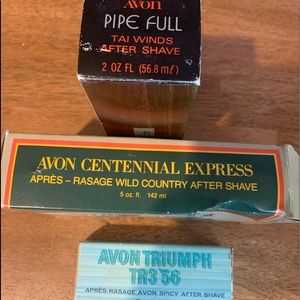 AVON
PIPE FULL
TAI WINDS
AFTER SHAVE
2 OZ FL (56.8 ml)
AVON CENTENNIAL EXPRESS
APRÈS – RASAGE WILD COUNTRY AFTER SHAVE
5 oz. fl. 142 ml
AVON TRIUMPH
TR3 '56
APRÈS-RASAGE AVON SPICY AFTER SHAVE